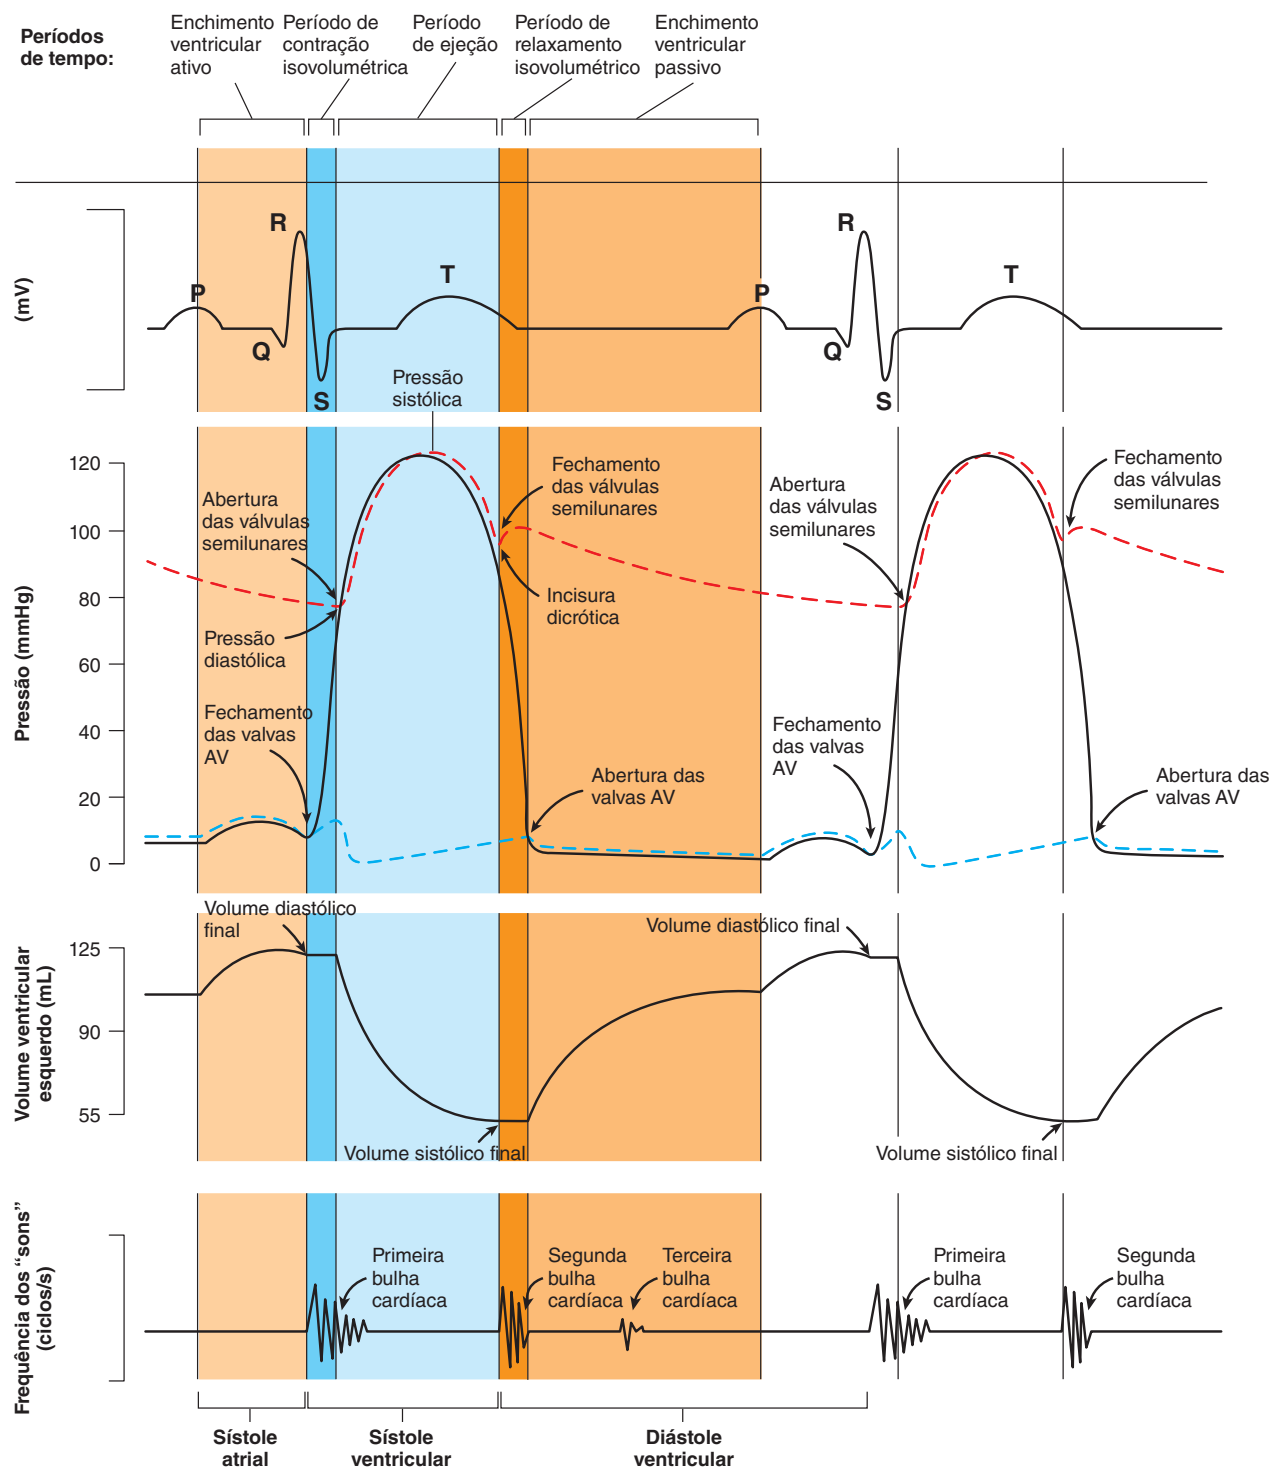 Períodos
de tempo:
Enchimento
ventricular
ativo
Período de
contração
isovolumétrica
Período
de ejeção
Período de
relaxamento
isovolumétrico
Enchimento
ventricular
passivo
(mV)
P
Q
R
S
T
P
Q
R
S
T
Pressão (mmHg)
120
100
80
60
40
20
0
Pressão
sistólica
Abertura
das válvulas
semilunares
Pressão
diastólica
Fechamento
das valvas
AV
Fechamento
das válvulas
semilunares
Incisura
dicrótica
Abertura das
valvas AV
Abertura
das válvulas
semilunares
Fechamento
das valvas
AV
Fechamento
das válvulas
semilunares
Abertura das
valvas AV
Volume ventricular
esquerdo (mL)
125
90
55
Volume diastólico
final
Volume sistólico final
Volume diastólico final
Volume sistólico final
Frequência dos “sons”
(ciclos/s)
Primeira
bulha
cardíaca
Segunda
bulha
cardíaca
Terceira
bulha
cardíaca
Primeira
bulha
cardíaca
Segunda
bulha
cardíaca
Sístole
atrial
Sístole
ventricular
Diástole
ventricular